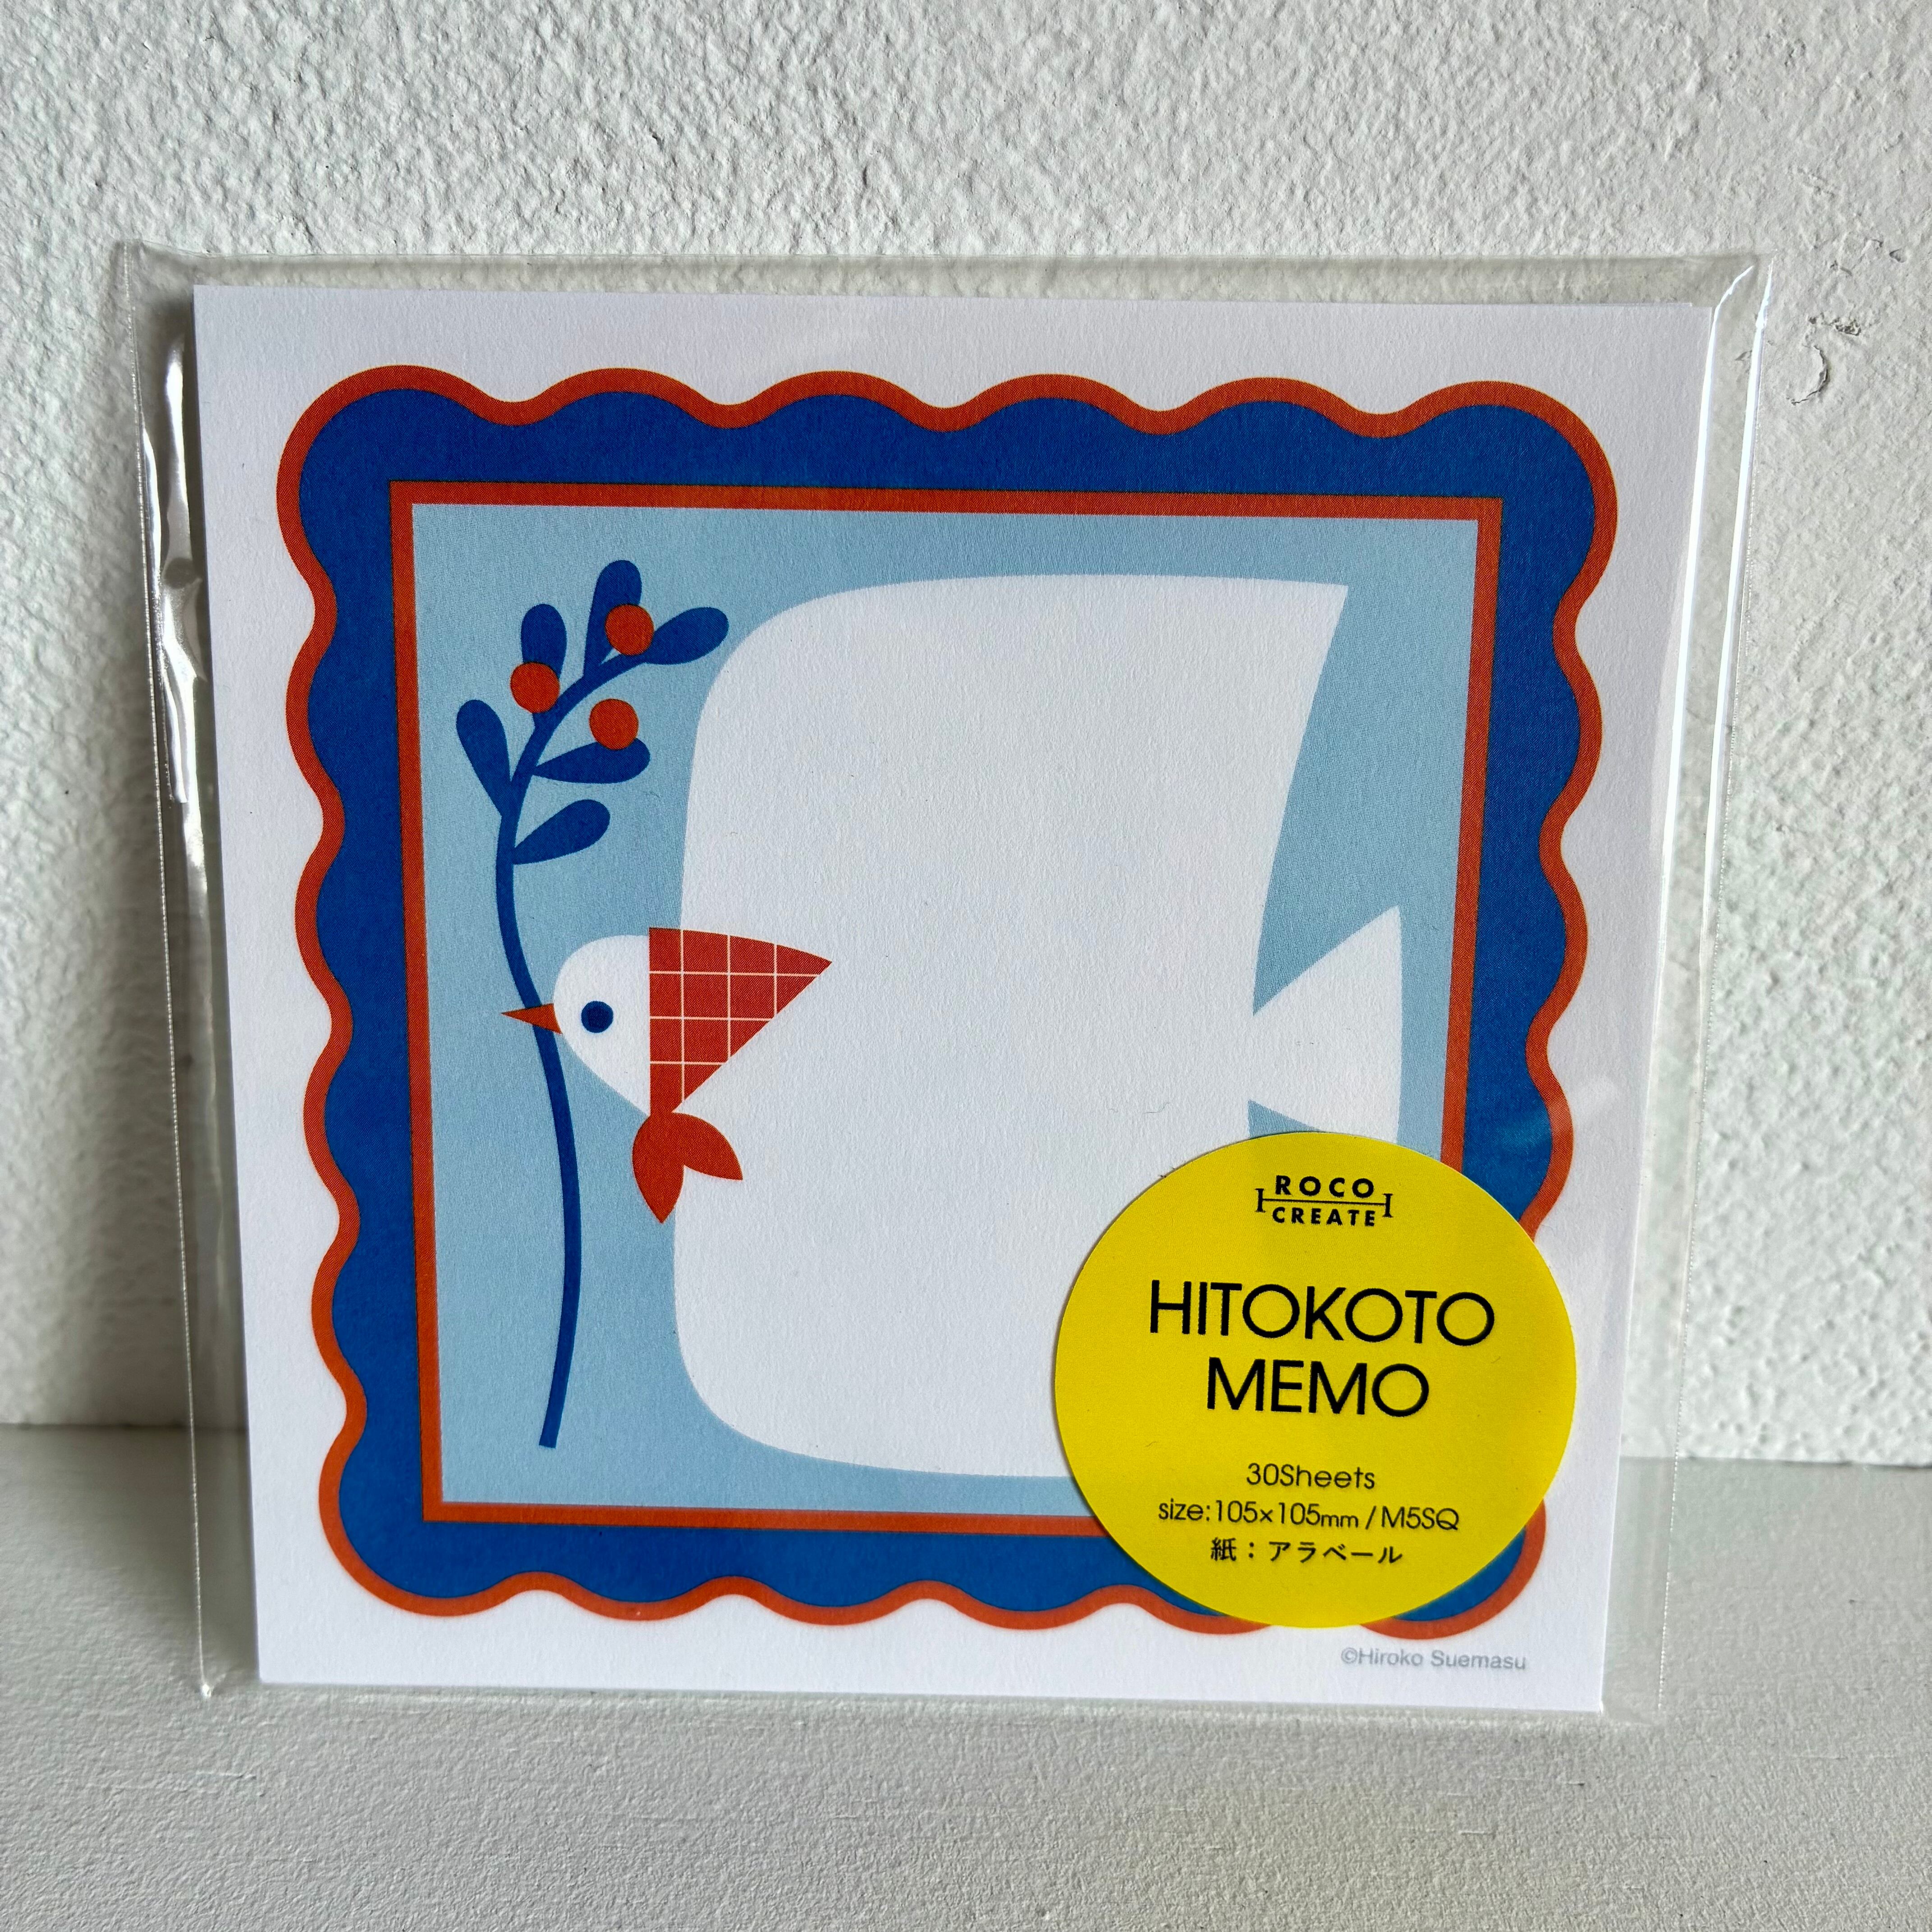 ROCO
CREATE
HITOKOTO
MEMO
30Sheets
size:105×105mm / M5SQ
紙：アラベール
©Hiroko Suemasu